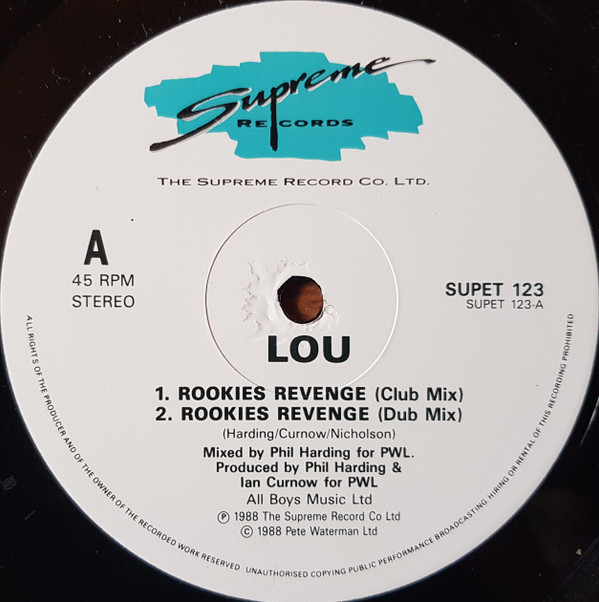 Supreme
RECORDS
THE SUPREME RECORD CO. LTD.
A
45 RPM
STEREO
SUPET 123
SUPET 123-A
LOU
1. ROOKIES REVENGE (Club Mix)
2. ROOKIES REVENGE (Dub Mix)
(Harding/Curnow/Nicholson)
Mixed by Phil Harding for PWL.
Produced by Phil Harding &
Ian Curnow for PWL
All Boys Music Ltd
℗ 1988 The Supreme Record Co Ltd
© 1988 Pete Waterman Ltd
ALL RIGHTS OF THE PRODUCER AND OF THE OWNER OF THE RECORDED WORK RESERVED · UNAUTHORISED COPYING PUBLIC PERFORMANCE BROADCASTING HIRING OR RENTAL OF THIS RECORDING PROHIBITED